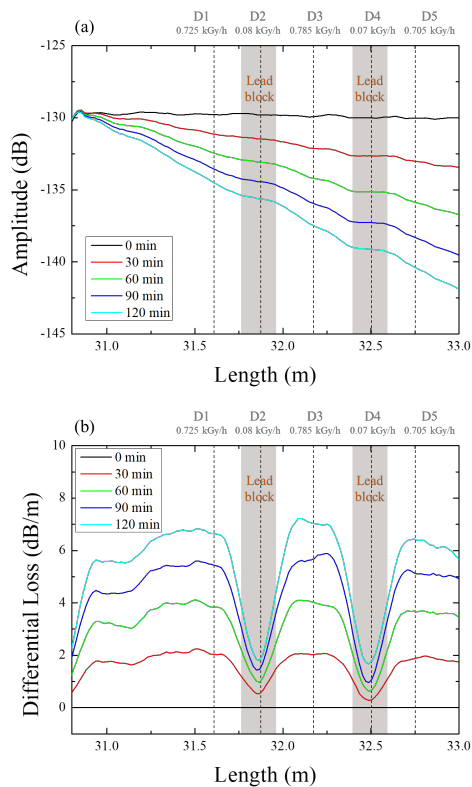 D1 D2 D3 D4 D5
(a) 0.725 kGy/h 0.08 kGy/h 0.785 kGy/h 0.07 kGy/h 0.705 kGy/h
-125
Lead Lead
block block
-130
-135
-140
-145
Amplitude (dB)
0 min
30 min
60 min
90 min
120 min
31.0 31.5 32.0 32.5 33.0
Length (m)
D1 D2 D3 D4 D5
(b) 0.725 kGy/h 0.08 kGy/h 0.785 kGy/h 0.07 kGy/h 0.705 kGy/h
10
8
6
4
2
0
Differential Loss (dB/m)
0 min
30 min
60 min
90 min
120 min
Lead Lead
block block
31.0 31.5 32.0 32.5 33.0
Length (m)